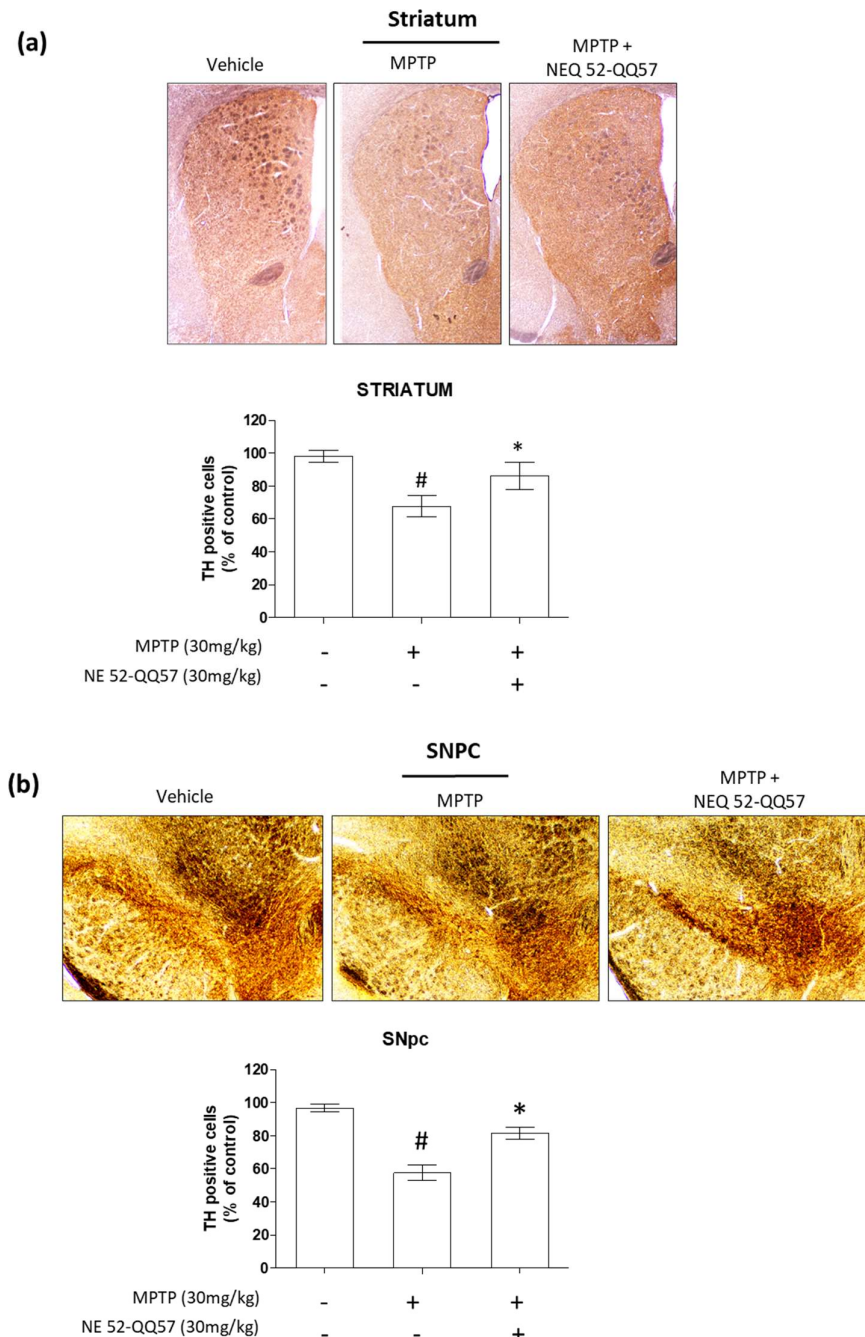 (a)
Striatum
Vehicle
MPTP
MPTP +
NEQ 52-QQ57
STRIATUM
TH positive cells
(% of control)
120
100
80
60
40
20
0
#
*
MPTP (30mg/kg) - + +
NE 52-QQ57 (30mg/kg) - - +
(b)
SNPC
Vehicle
MPTP
MPTP +
NEQ 52-QQ57
SNpc
TH positive cells
(% of control)
120
100
80
60
40
20
0
#
*
MPTP (30mg/kg) - + +
NE 52-QQ57 (30mg/kg) - - +